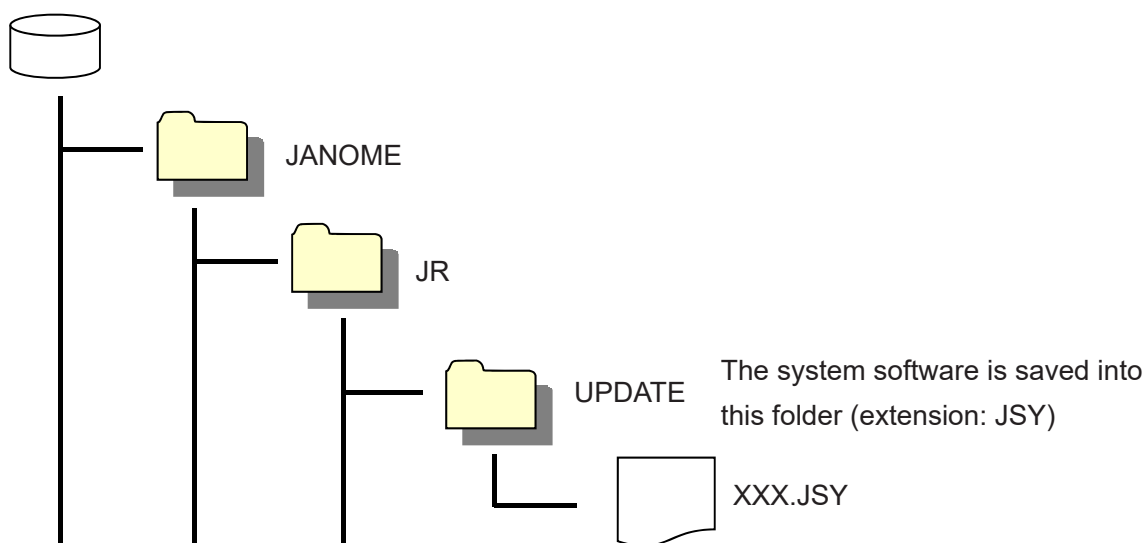 JANOME
JR
UPDATE
The system software is saved into
this folder (extension: JSY)
XXX.JSY